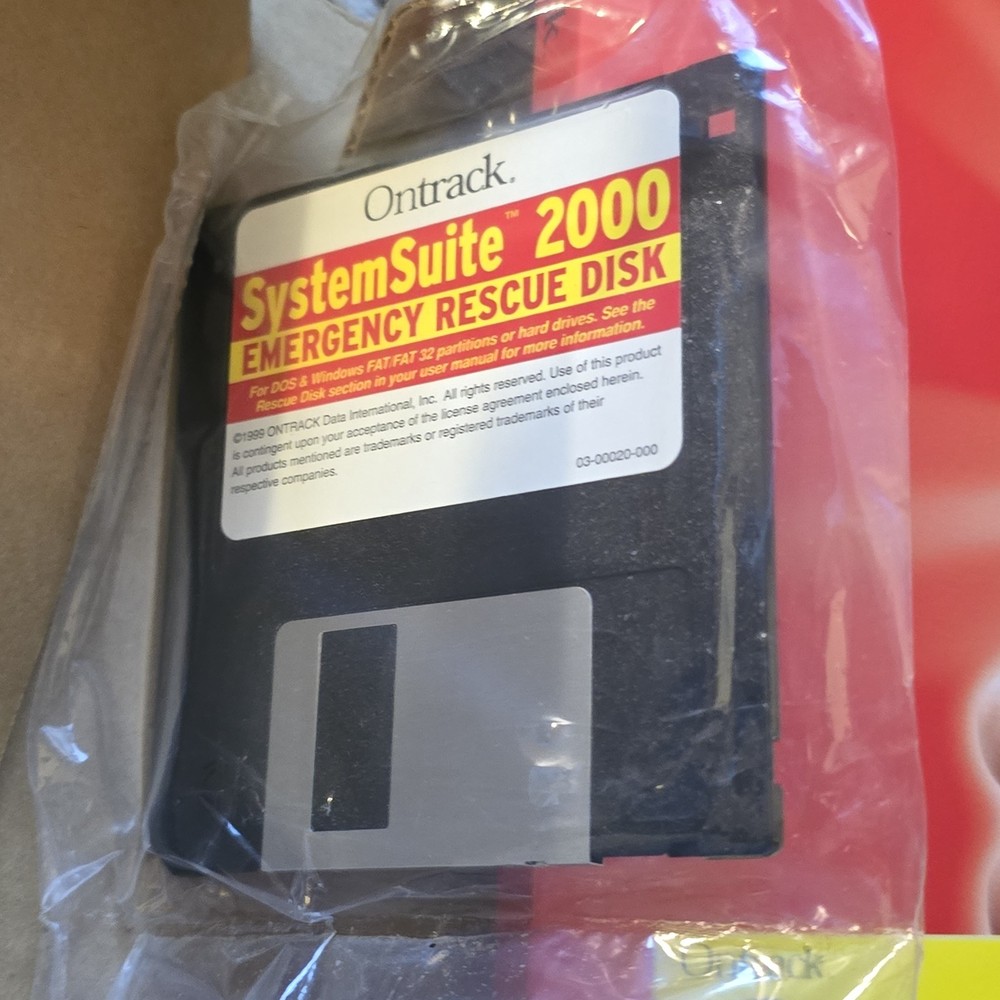 Ontrack.
SystemSuite™ 2000
EMERGENCY RESCUE DISK
For DOS & Windows FAT/FAT 32 partitions or hard drives. See the
Rescue Disk section in your user manual for more information.
©1999 ONTRACK Data International, Inc. All rights reserved. Use of this product
is contingent upon your acceptance of the license agreement enclosed herein.
All products mentioned are trademarks or registered trademarks of their
respective companies.
03-00020-000
Ontrack